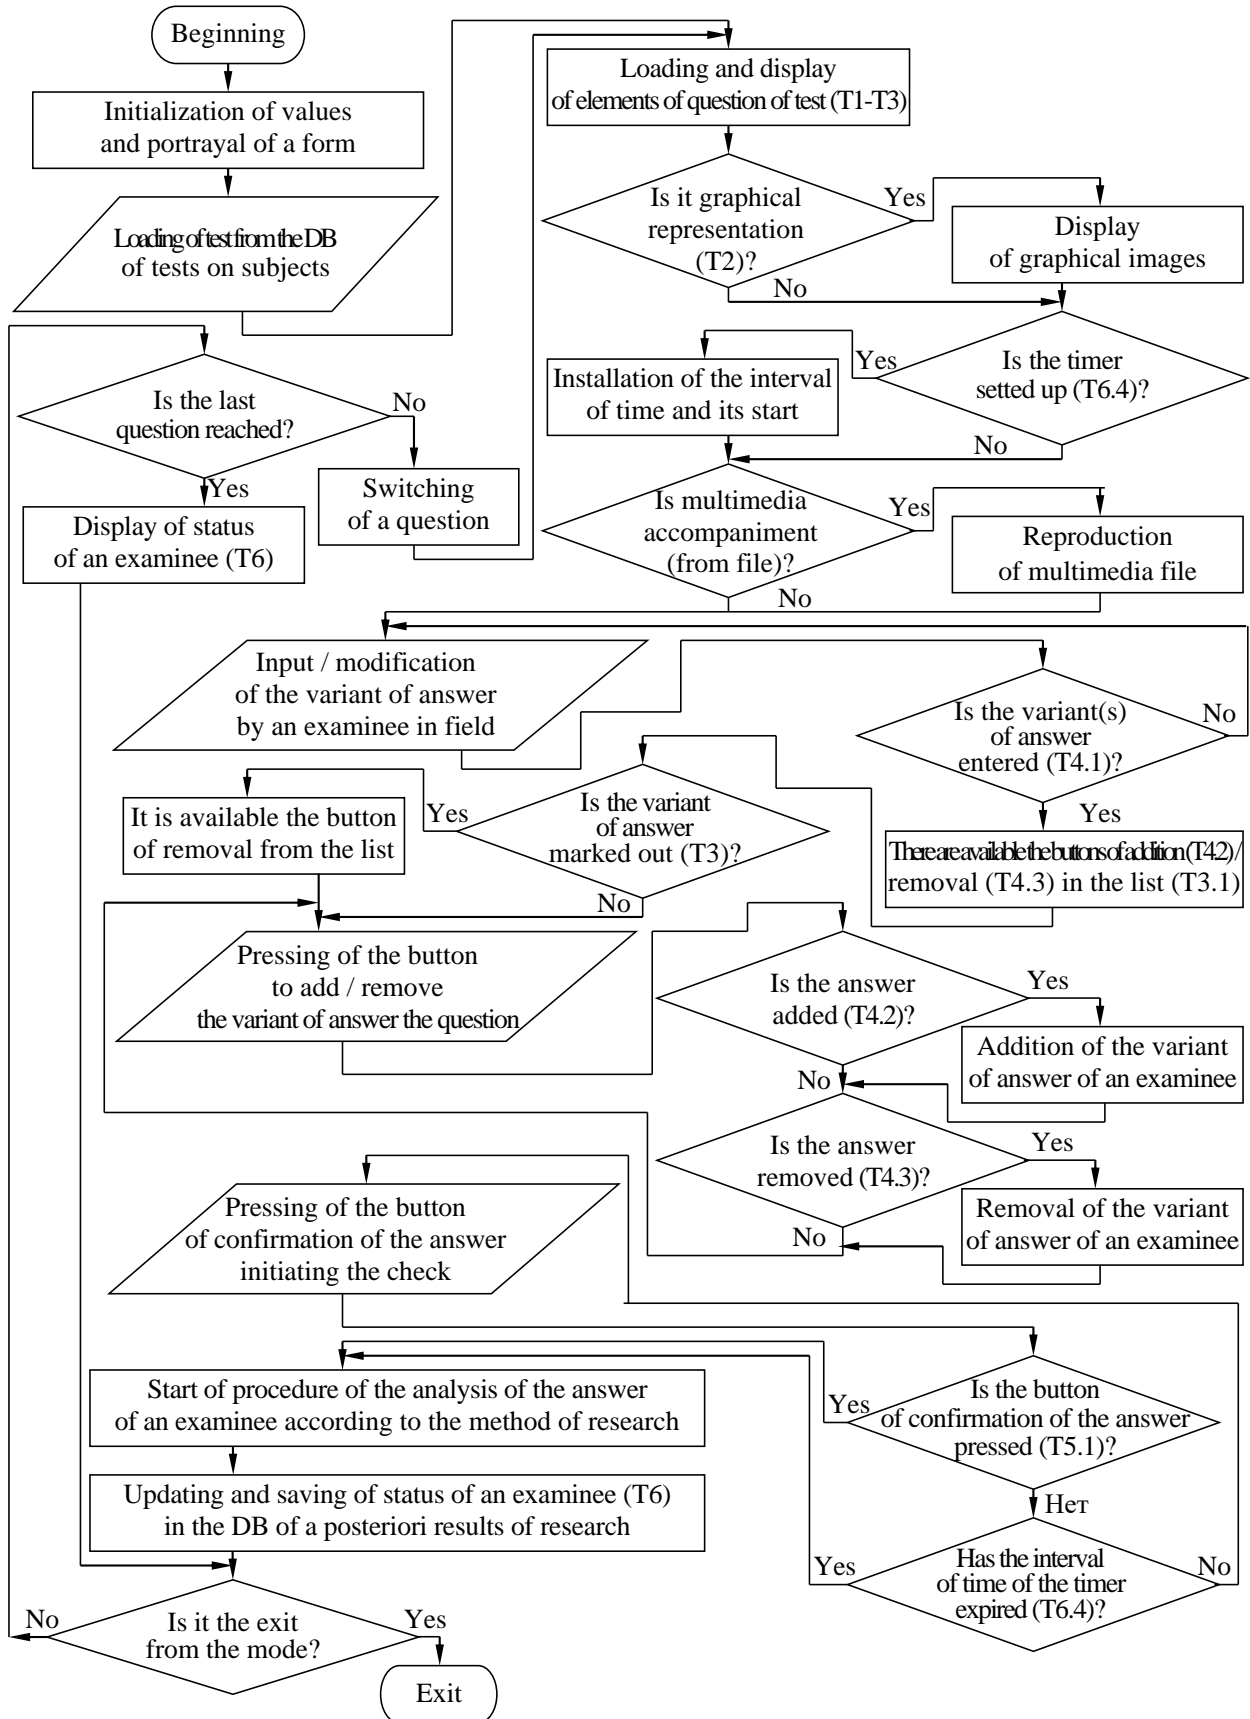 Beginning
Initialization of values
and portrayal of a form
Loading of test from the DB
of tests on subjects
Is the last
question reached?
No
Yes
Switching
of a question
Display of status
of an examinee (T6)
Loading and display
of elements of question of test (T1-T3)
Is it graphical
representation
(T2)?
Yes
No
Display
of graphical images
Is the timer
setted up (T6.4)?
Yes
No
Installation of the interval
of time and its start
Is multimedia
accompaniment
(from file)?
Yes
No
Reproduction
of multimedia file
Input / modification
of the variant of answer
by an examinee in field
Is the variant(s)
of answer
entered (T4.1)?
No
Yes
There are available the buttons of addition (T4.2) /
removal (T4.3) in the list (T3.1)
Is the variant
of answer
marked out (T3)?
Yes
No
It is available the button
of removal from the list
Pressing of the button
to add / remove
the variant of answer the question
Is the answer
added (T4.2)?
Yes
No
Addition of the variant
of answer of an examinee
Is the answer
removed (T4.3)?
Yes
No
Removal of the variant
of answer of an examinee
Pressing of the button
of confirmation of the answer
initiating the check
Is the button
of confirmation of the answer
pressed (T5.1)?
Yes
Нет
Start of procedure of the analysis of the answer
of an examinee according to the method of research
Has the interval
of time of the timer
expired (T6.4)?
Yes
No
Updating and saving of status of an examinee (T6)
in the DB of a posteriori results of research
Is it the exit
from the mode?
No
Yes
Exit